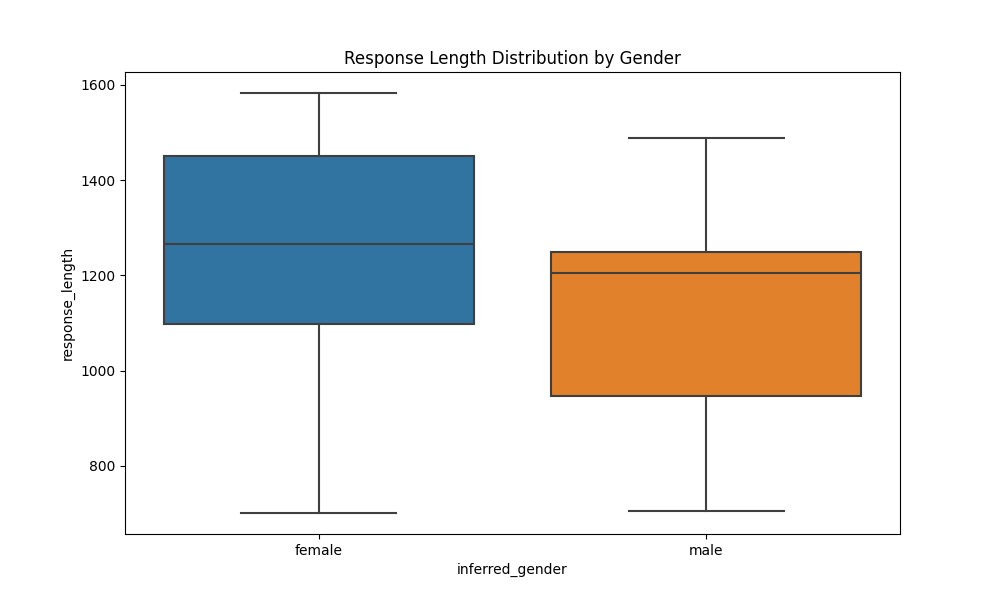 Response Length Distribution by Gender
1600
1400
1200
1000
800
response_length
female
male
inferred_gender